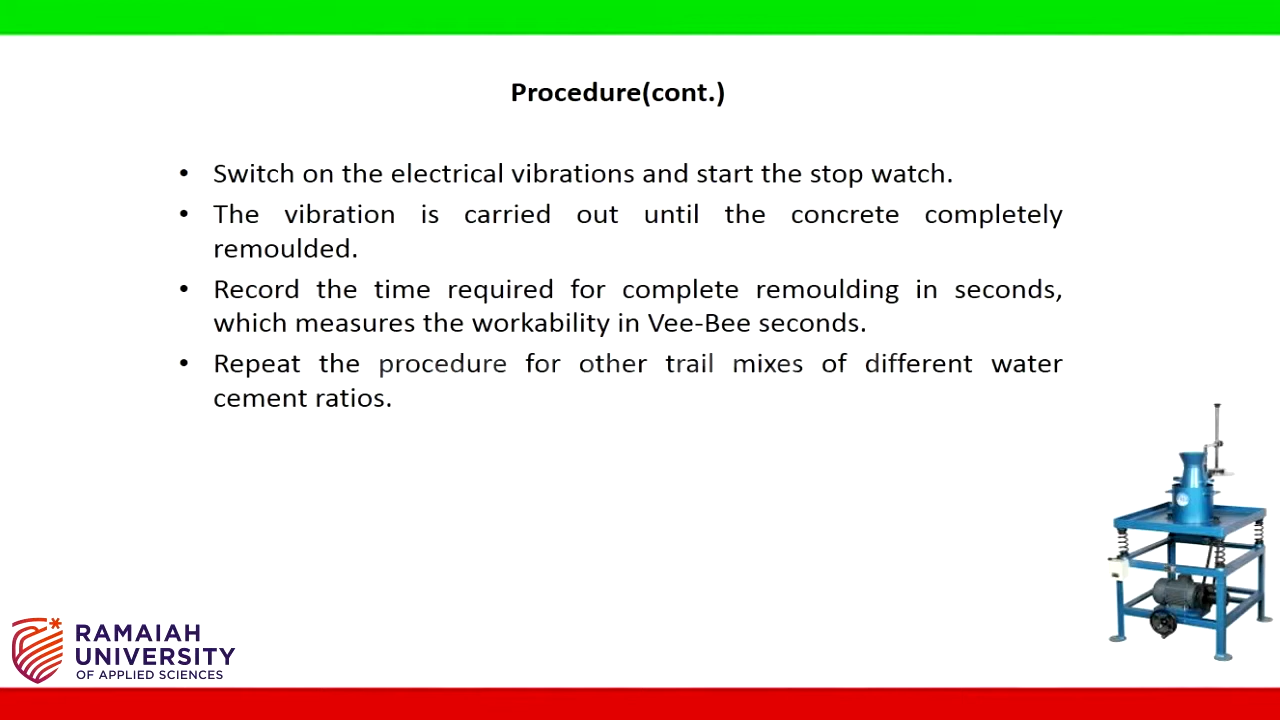 Procedure(cont.)
• Switch on the electrical vibrations and start the stop watch.
• The vibration is carried out until the concrete completely
remoulded.
• Record the time required for complete remoulding in seconds,
which measures the workability in Vee-Bee seconds.
• Repeat the procedure for other trail mixes of different water
cement ratios.
RAMAIAH
UNIVERSITY
OF APPLIED SCIENCES